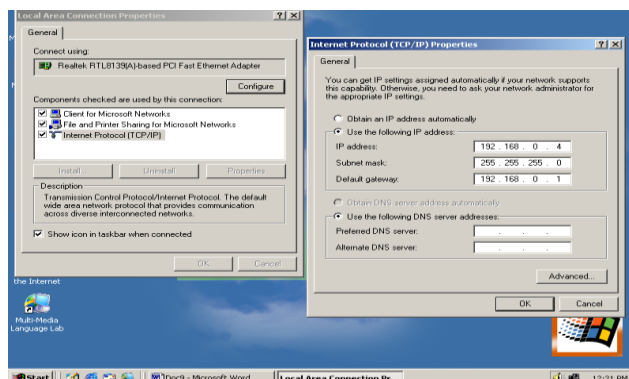 Local Area Connection Properties
General
Connect using:
Realtek RTL8139(A)-based PCI Fast Ethernet Adapter
Configure
Components checked are used by this connection:
Client for Microsoft Networks
File and Printer Sharing for Microsoft Networks
Internet Protocol (TCP/IP)
Install... Uninstall Properties
Description
Transmission Control Protocol/Internet Protocol. The default
wide area network protocol that provides communication
across diverse interconnected networks.
Show icon in taskbar when connected
OK Cancel
Internet Protocol (TCP/IP) Properties
General
You can get IP settings assigned automatically if your network supports
this capability. Otherwise, you need to ask your network administrator for
the appropriate IP settings.
Obtain an IP address automatically
Use the following IP address:
IP address: 192 . 168 . 0 . 4
Subnet mask: 255 . 255 . 255 . 0
Default gateway: 192 . 168 . 0 . 1
Obtain DNS server address automatically
Use the following DNS server addresses:
Preferred DNS server: . . .
Alternate DNS server: . . .
Advanced...
OK Cancel
the Internet
Multi-Media
Language Lab
Start Doc9 - Microsoft Word Local Area Connection Pr... 12:21 PM